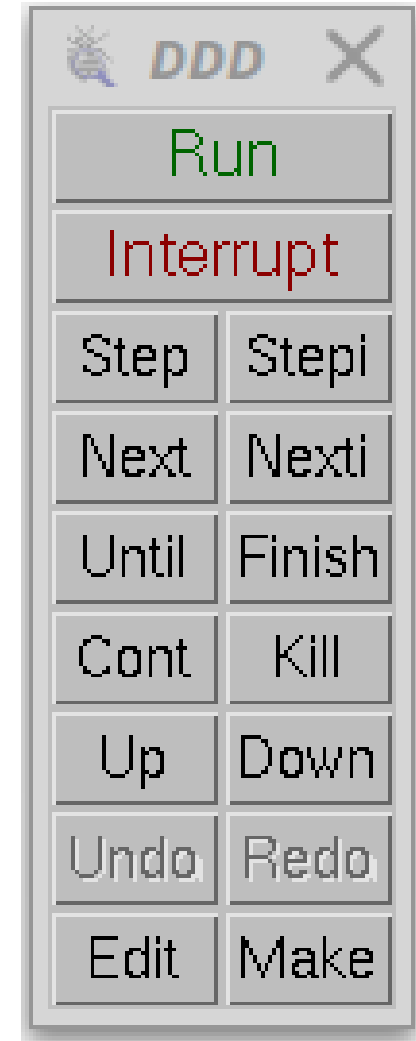 DDD
Run
Interrupt
Step Stepi
Next Nexti
Until Finish
Cont Kill
Up Down
Undo Redo
Edit Make